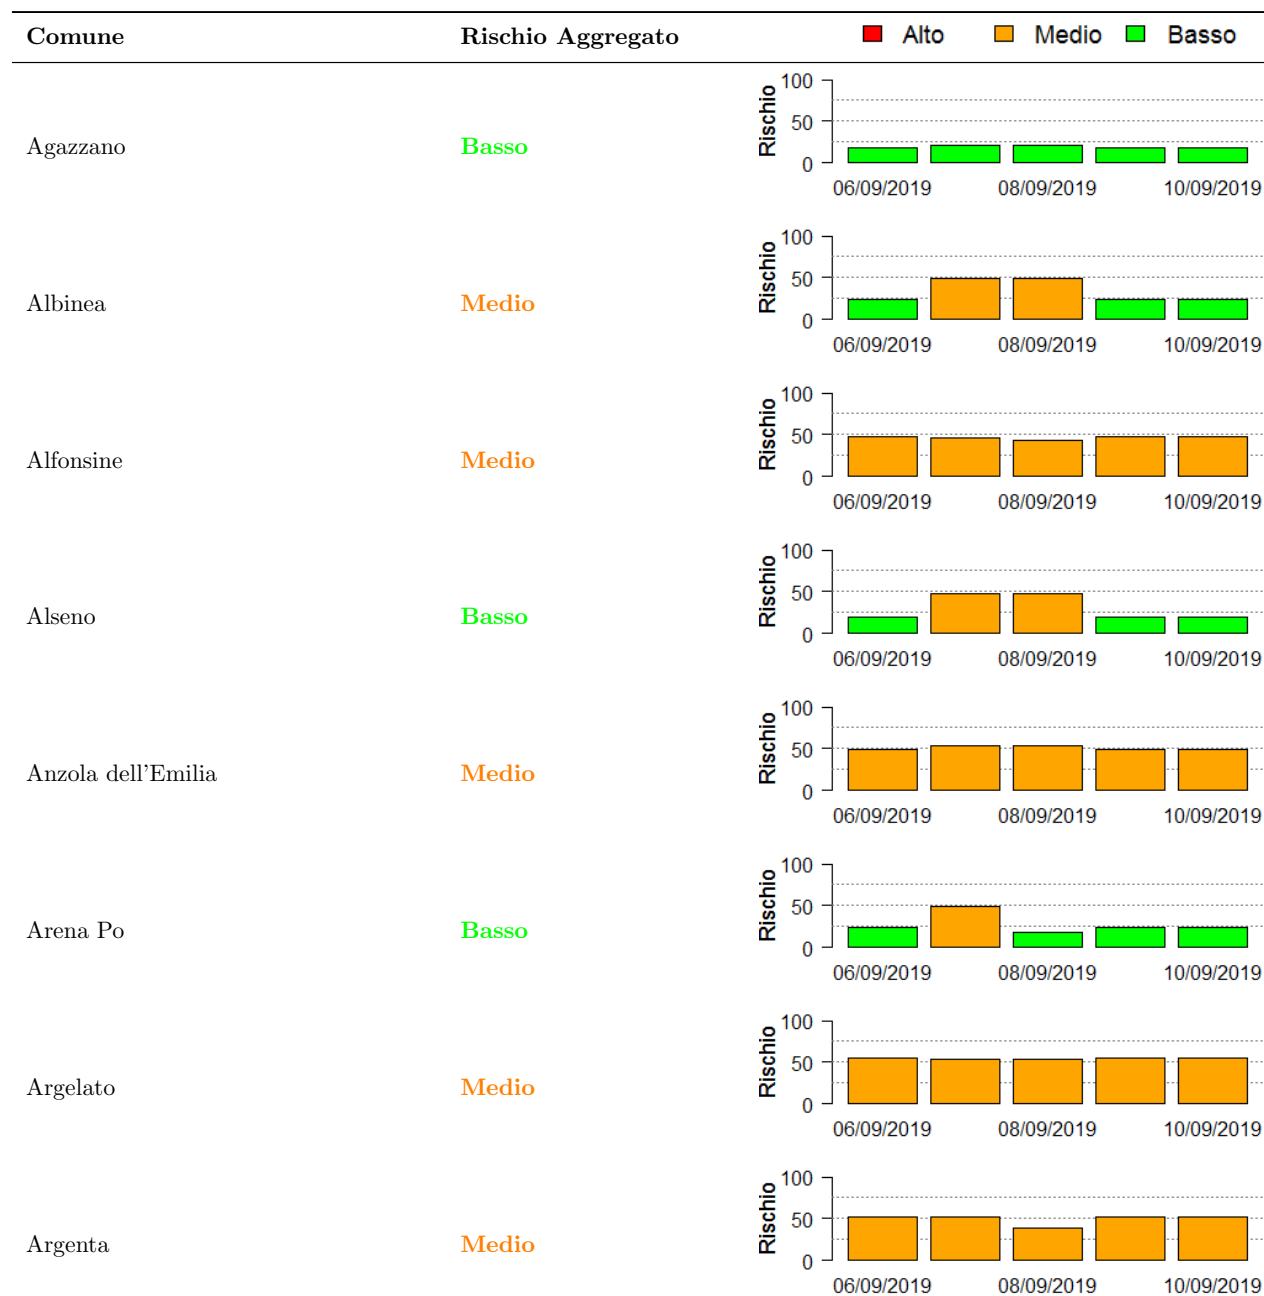 Comune Rischio Aggregato Alto Medio Basso
Agazzano Basso Rischio 100 50 0
06/09/2019 08/09/2019 10/09/2019
Albinea Medio Rischio 100 50 0
06/09/2019 08/09/2019 10/09/2019
Alfonsine Medio Rischio 100 50 0
06/09/2019 08/09/2019 10/09/2019
Alseno Basso Rischio 100 50 0
06/09/2019 08/09/2019 10/09/2019
Anzola dell'Emilia Medio Rischio 100 50 0
06/09/2019 08/09/2019 10/09/2019
Arena Po Basso Rischio 100 50 0
06/09/2019 08/09/2019 10/09/2019
Argelato Medio Rischio 100 50 0
06/09/2019 08/09/2019 10/09/2019
Argenta Medio Rischio 100 50 0
06/09/2019 08/09/2019 10/09/2019